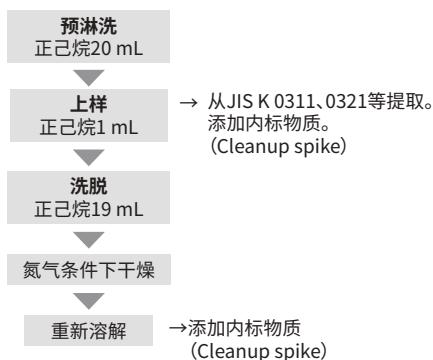 预淋洗
正己烷20 mL
上样
正己烷1 mL
→ 从JIS K 0311、0321等提取。
添加内标物质。
（Cleanup spike）
洗脱
正己烷19 mL
氮气条件下干燥
重新溶解
→添加内标物质
（Cleanup spike）